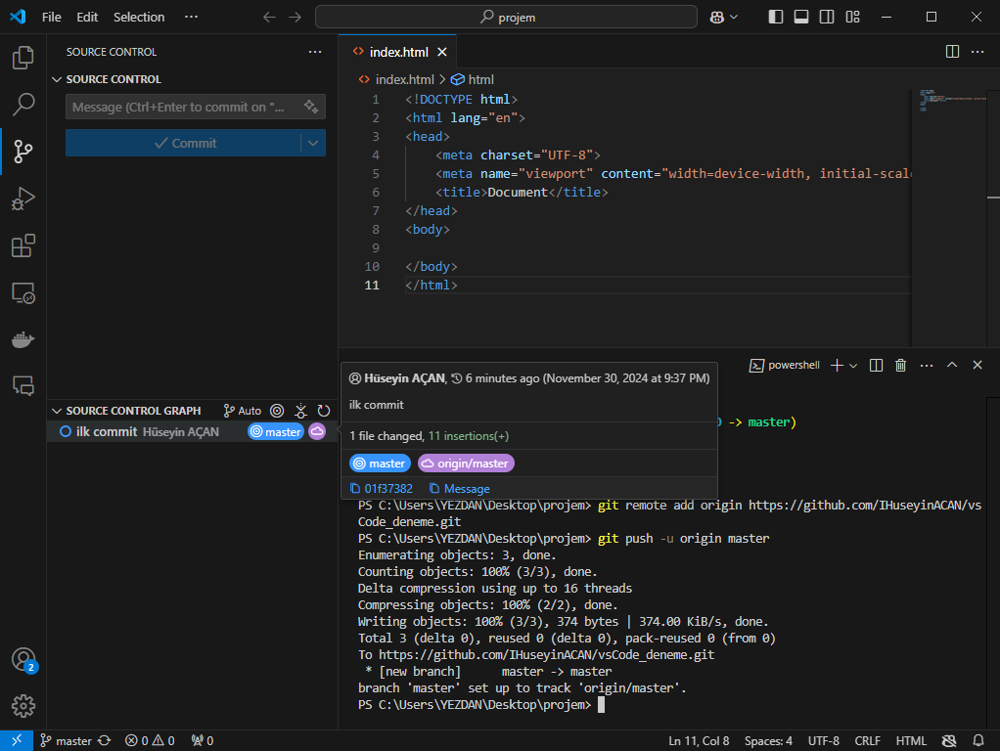 File Edit Selection ···
projem
SOURCE CONTROL
SOURCE CONTROL
Message (Ctrl+Enter to commit on "...
Commit
SOURCE CONTROL GRAPH
Auto
ilk commit Hüseyin AÇAN
master
index.html
index.html > html
1 <!DOCTYPE html>
2 <html lang="en">
3 <head>
4 <meta charset="UTF-8">
5 <meta name="viewport" content="width=device-width, initial-scale
6 <title>Document</title>
7 </head>
8 <body>
9
10 </body>
11 </html>
powershell
Hüseyin AÇAN, 6 minutes ago (November 30, 2024 at 9:37 PM)
ilk commit
1 file changed, 11 insertions(+)
master origin/master
01f37382 Message
-> master)
PS C:\Users\YEZDAN\Desktop\projem> git remote add origin https://github.com/IHuseyinACAN/vs
Code_deneme.git
PS C:\Users\YEZDAN\Desktop\projem> git push -u origin master
Enumerating objects: 3, done.
Counting objects: 100% (3/3), done.
Delta compression using up to 16 threads
Compressing objects: 100% (2/2), done.
Writing objects: 100% (3/3), 374 bytes | 374.00 KiB/s, done.
Total 3 (delta 0), reused 0 (delta 0), pack-reused 0 (from 0)
To https://github.com/IHuseyinACAN/vsCode_deneme.git
* [new branch] master -> master
branch 'master' set up to track 'origin/master'.
PS C:\Users\YEZDAN\Desktop\projem>
2
master 0 0 0
Ln 11, Col 8 Spaces: 4 UTF-8 CRLF HTML